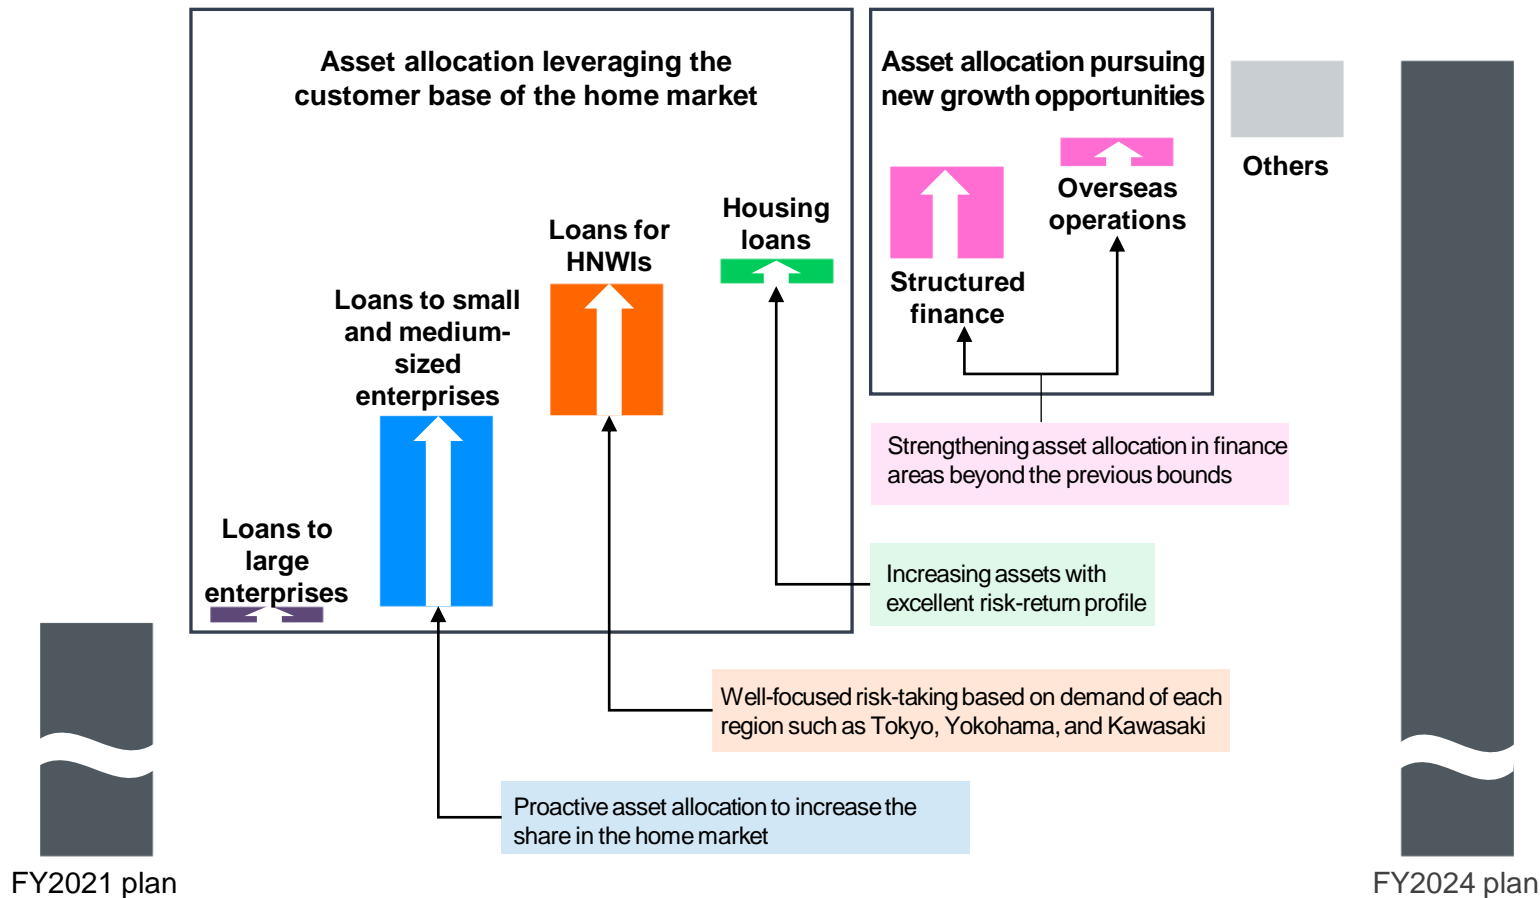 Asset allocation leveraging the
customer base of the home market
Asset allocation pursuing
new growth opportunities
Others
Overseas
operations
Structured
finance
Housing
loans
Loans for
HNWIs
Loans to small
and medium-
sized
enterprises
Loans to
large
enterprises
Strengthening asset allocation in finance
areas beyond the previous bounds
Increasing assets with
excellent risk-return profile
Well-focused risk-taking based on demand of each
region such as Tokyo, Yokohama, and Kawasaki
Proactive asset allocation to increase the
share in the home market
FY2021 plan
FY2024 plan